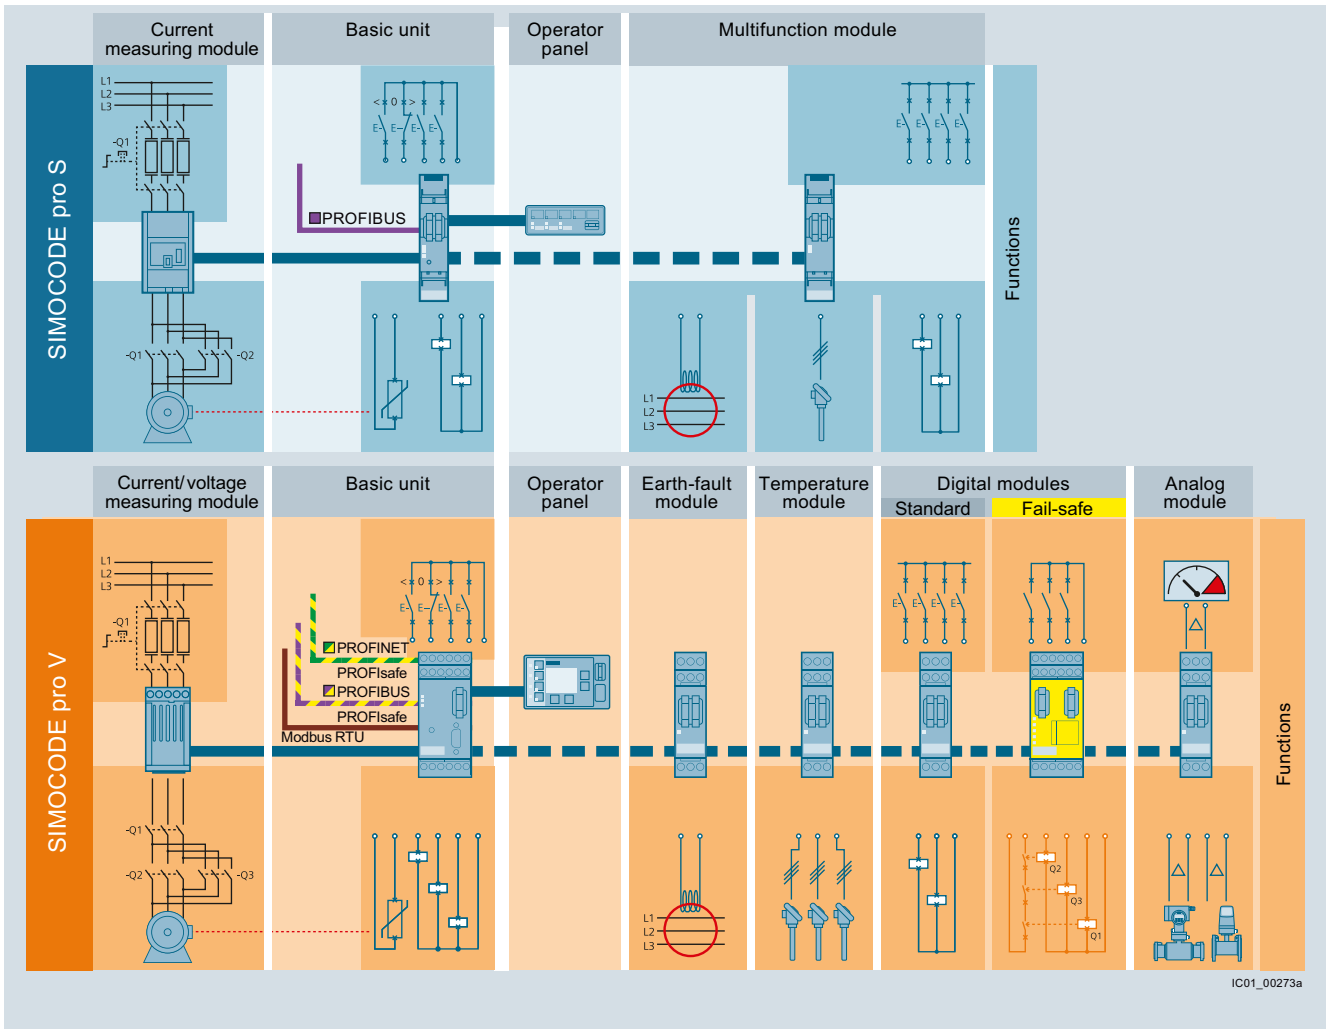 Current
measuring module
Basic unit
Operator
panel
Multifunction module
SIMOCODE pro S
L1
L2
L3
-Q1
< 0 >
E- E- E- E-
E- E- E- E-
PROFIBUS
Functions
-Q1
-Q2
L1
L2
L3
Current/voltage
measuring module
Basic unit
Operator
panel
Earth-fault
module
Temperature
module
Digital modules
Standard
Fail-safe
Analog
module
SIMOCODE pro V
L1
L2
L3
-Q1
< 0 >
E- E- E- E-
E- E- E- E-
PROFINET
PROFIsafe
PROFIBUS
PROFIsafe
Modbus RTU
Functions
-Q1
-Q2
-Q3
L1
L2
L3
Q2
Q3
Q1
IC01_00273a